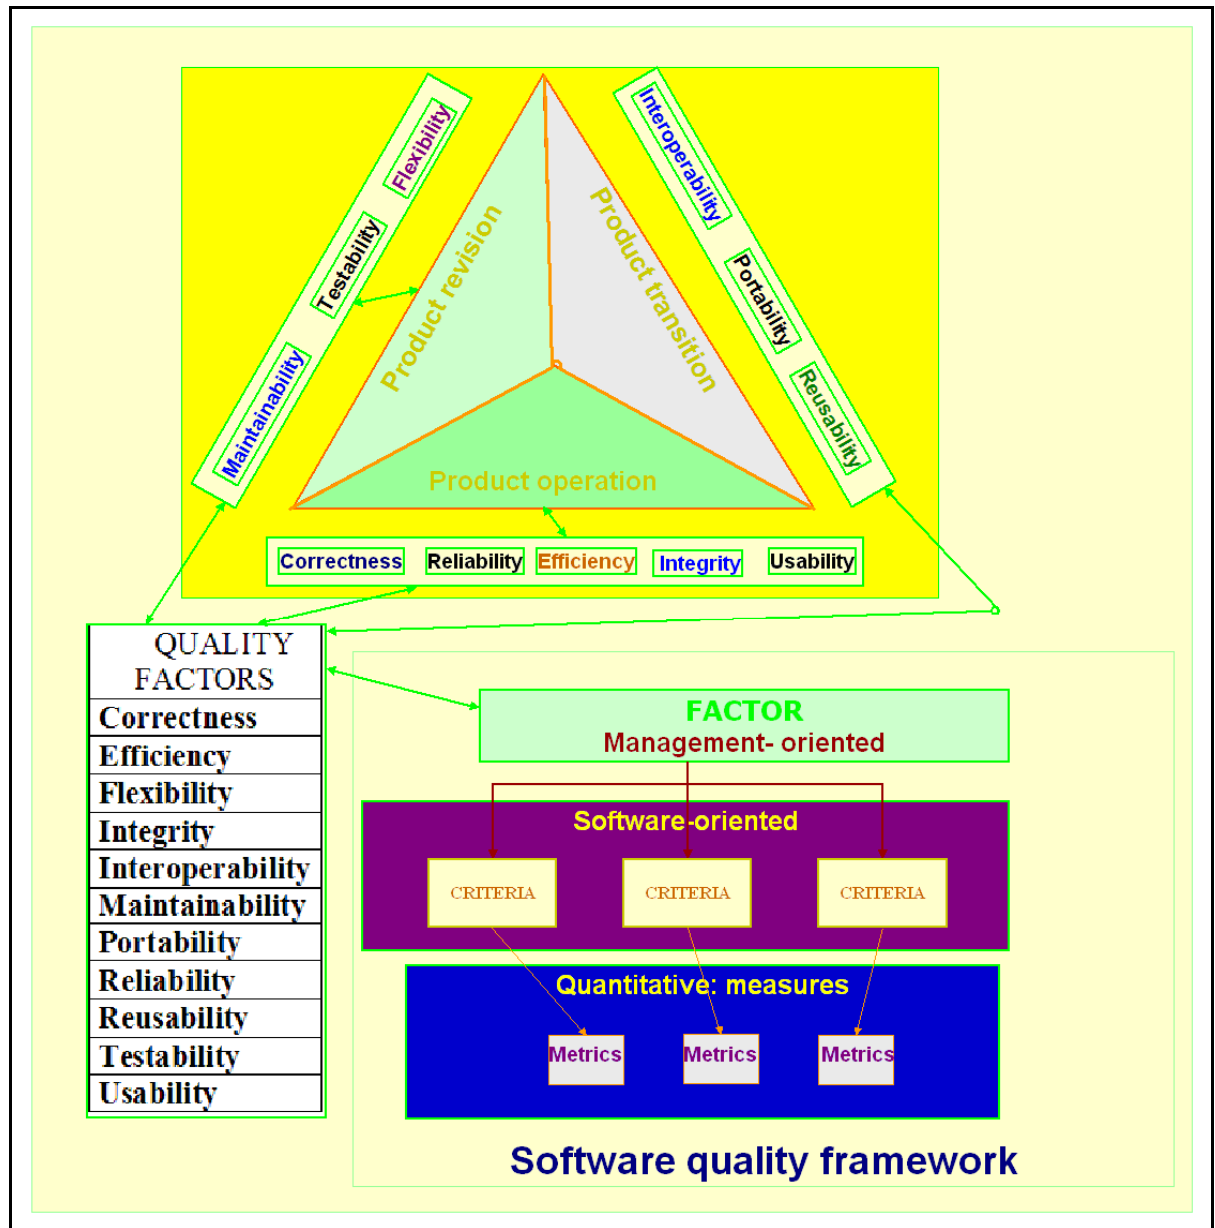 Flexibility
Testability
Maintainability
Product revision
Product transition
Interoperability
Portability
Reusability
Product operation
Correctness Reliability Efficiency Integrity Usability
QUALITY
FACTORS
Correctness
Efficiency
Flexibility
Integrity
Interoperability
Maintainability
Portability
Reliability
Reusability
Testability
Usability
FACTOR
Management- oriented
Software-oriented
CRITERIA CRITERIA CRITERIA
Quantitative: measures
Metrics Metrics Metrics
Software quality framework